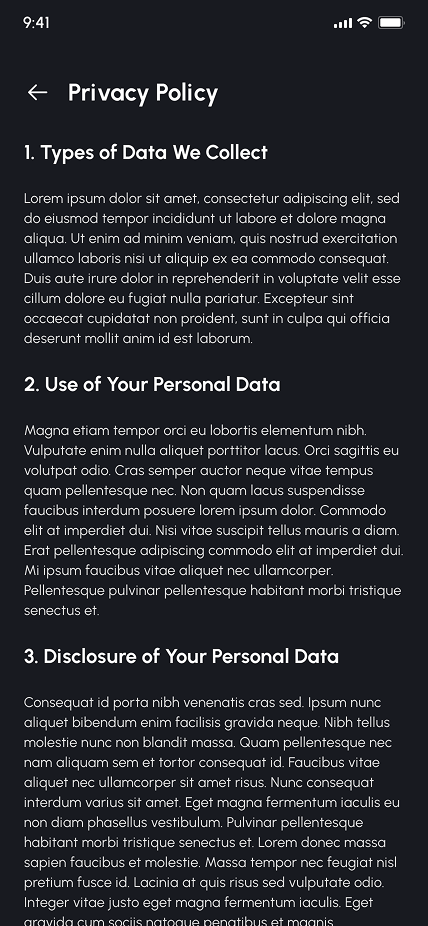 9:41
Privacy Policy
1. Types of Data We Collect
Lorem ipsum dolor sit amet, consectetur adipiscing elit, sed
do eiusmod tempor incididunt ut labore et dolore magna
aliqua. Ut enim ad minim veniam, quis nostrud exercitation
ullamco laboris nisi ut aliquip ex ea commodo consequat.
Duis aute irure dolor in reprehenderit in voluptate velit esse
cillum dolore eu fugiat nulla pariatur. Excepteur sint
occaecat cupidatat non proident, sunt in culpa qui officia
deserunt mollit anim id est laborum.
2. Use of Your Personal Data
Magna etiam tempor orci eu lobortis elementum nibh.
Vulputate enim nulla aliquet porttitor lacus. Orci sagittis eu
volutpat odio. Cras semper auctor neque vitae tempus
quam pellentesque nec. Non quam lacus suspendisse
faucibus interdum posuere lorem ipsum dolor. Commodo
elit at imperdiet dui. Nisi vitae suscipit tellus mauris a diam.
Erat pellentesque adipiscing commodo elit at imperdiet dui.
Mi ipsum faucibus vitae aliquet nec ullamcorper.
Pellentesque pulvinar pellentesque habitant morbi tristique
senectus et.
3. Disclosure of Your Personal Data
Consequat id porta nibh venenatis cras sed. Ipsum nunc
aliquet bibendum enim facilisis gravida neque. Nibh tellus
molestie nunc non blandit massa. Quam pellentesque nec
nam aliquam sem et tortor consequat id. Faucibus vitae
aliquet nec ullamcorper sit amet risus. Nunc consequat
interdum varius sit amet. Eget magna fermentum iaculis eu
non diam phasellus vestibulum. Pulvinar pellentesque
habitant morbi tristique senectus et. Lorem donec massa
sapien faucibus et molestie. Massa tempor nec feugiat nisl
pretium fusce id. Lacinia at quis risus sed vulputate odio.
Integer vitae justo eget magna fermentum iaculis. Eget
gravida cum sociis natoque penatibus et magnis